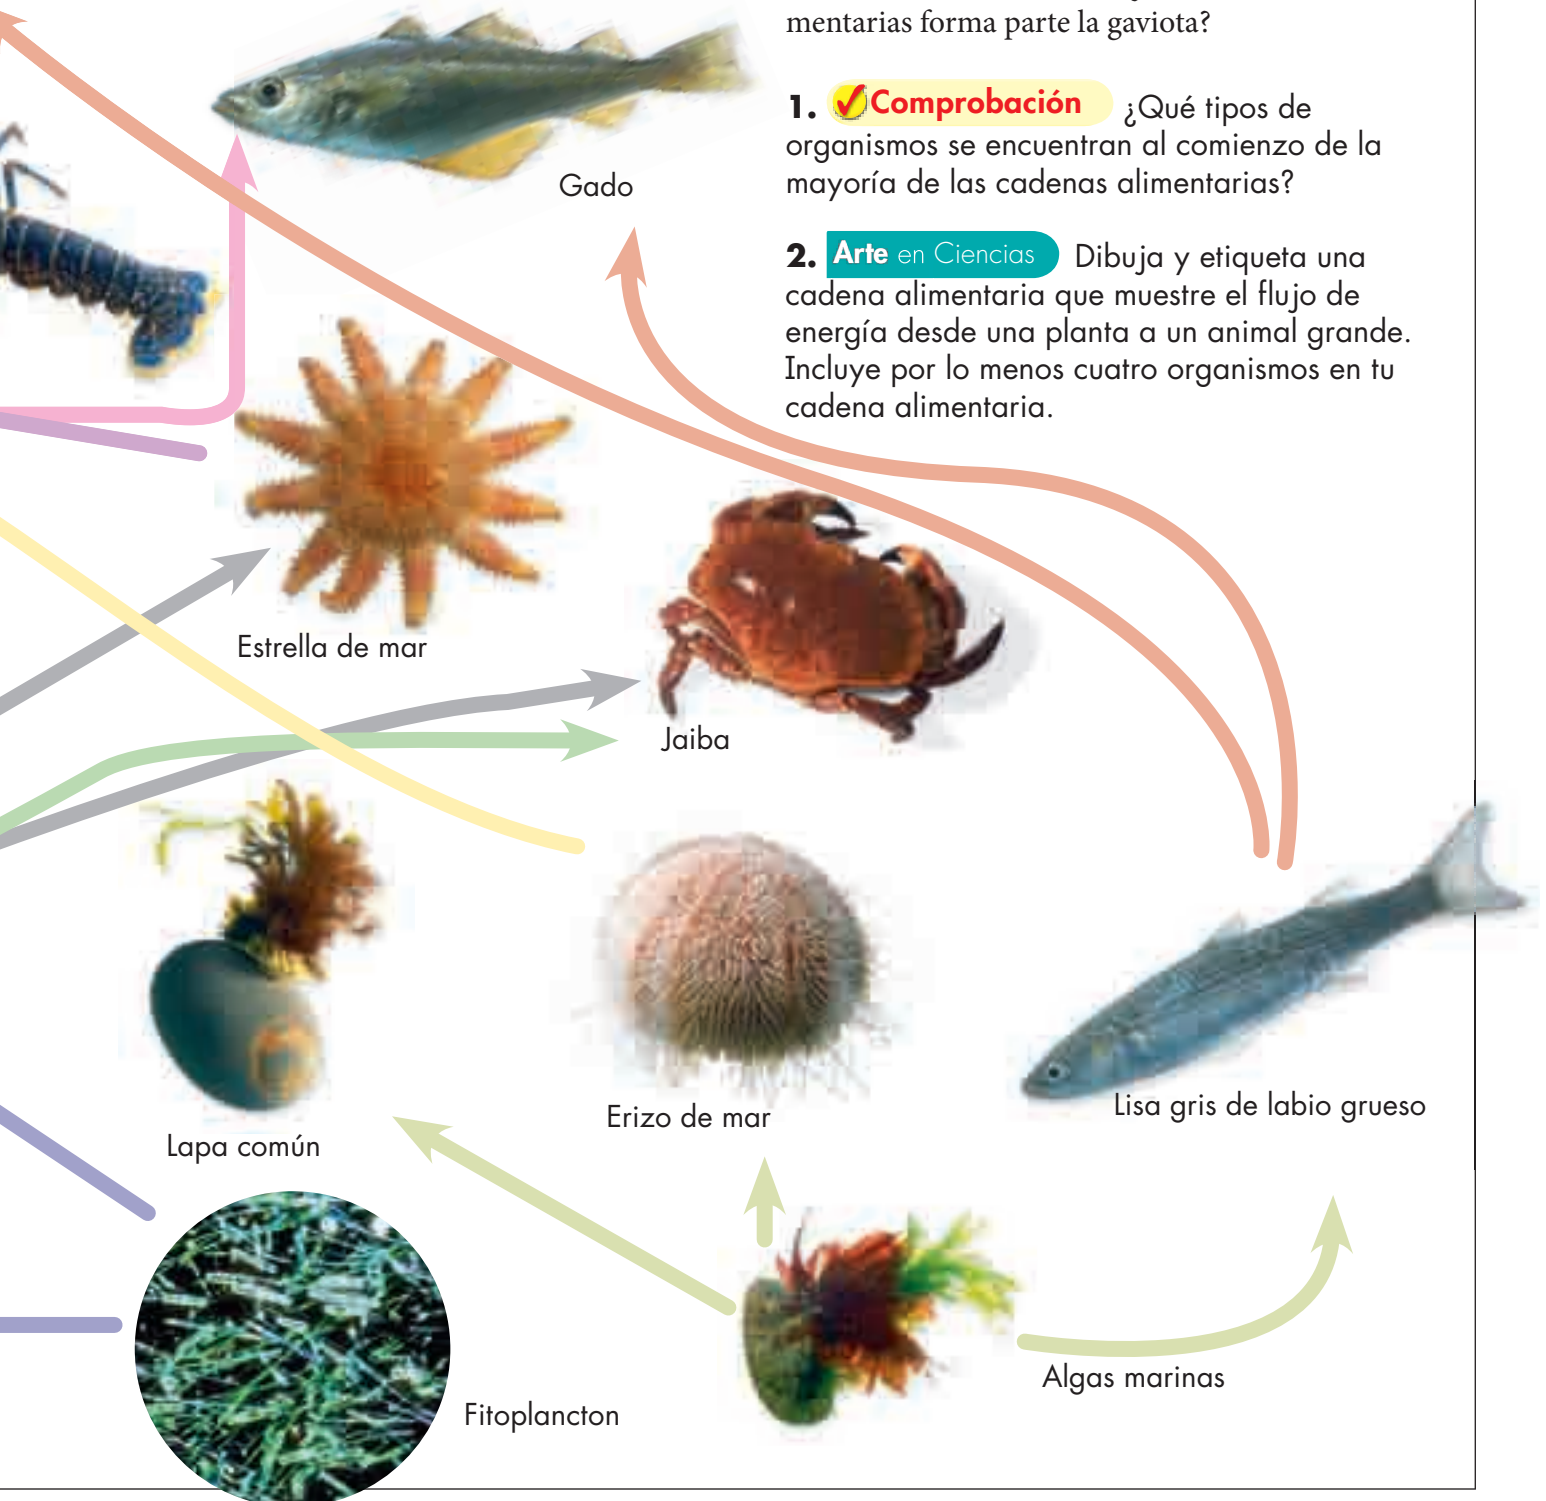 mentarias forma parte la gaviota?
1. Comprobación ¿Qué tipos de
organismos se encuentran al comienzo de la
mayoría de las cadenas alimentarias?
2. Arte en Ciencias Dibuja y etiqueta una
cadena alimentaria que muestre el flujo de
energía desde una planta a un animal grande.
Incluye por lo menos cuatro organismos en tu
cadena alimentaria.
Gado
Estrella de mar
Jaiba
Lapa común
Erizo de mar
Lisa gris de labio grueso
Fitoplancton
Algas marinas